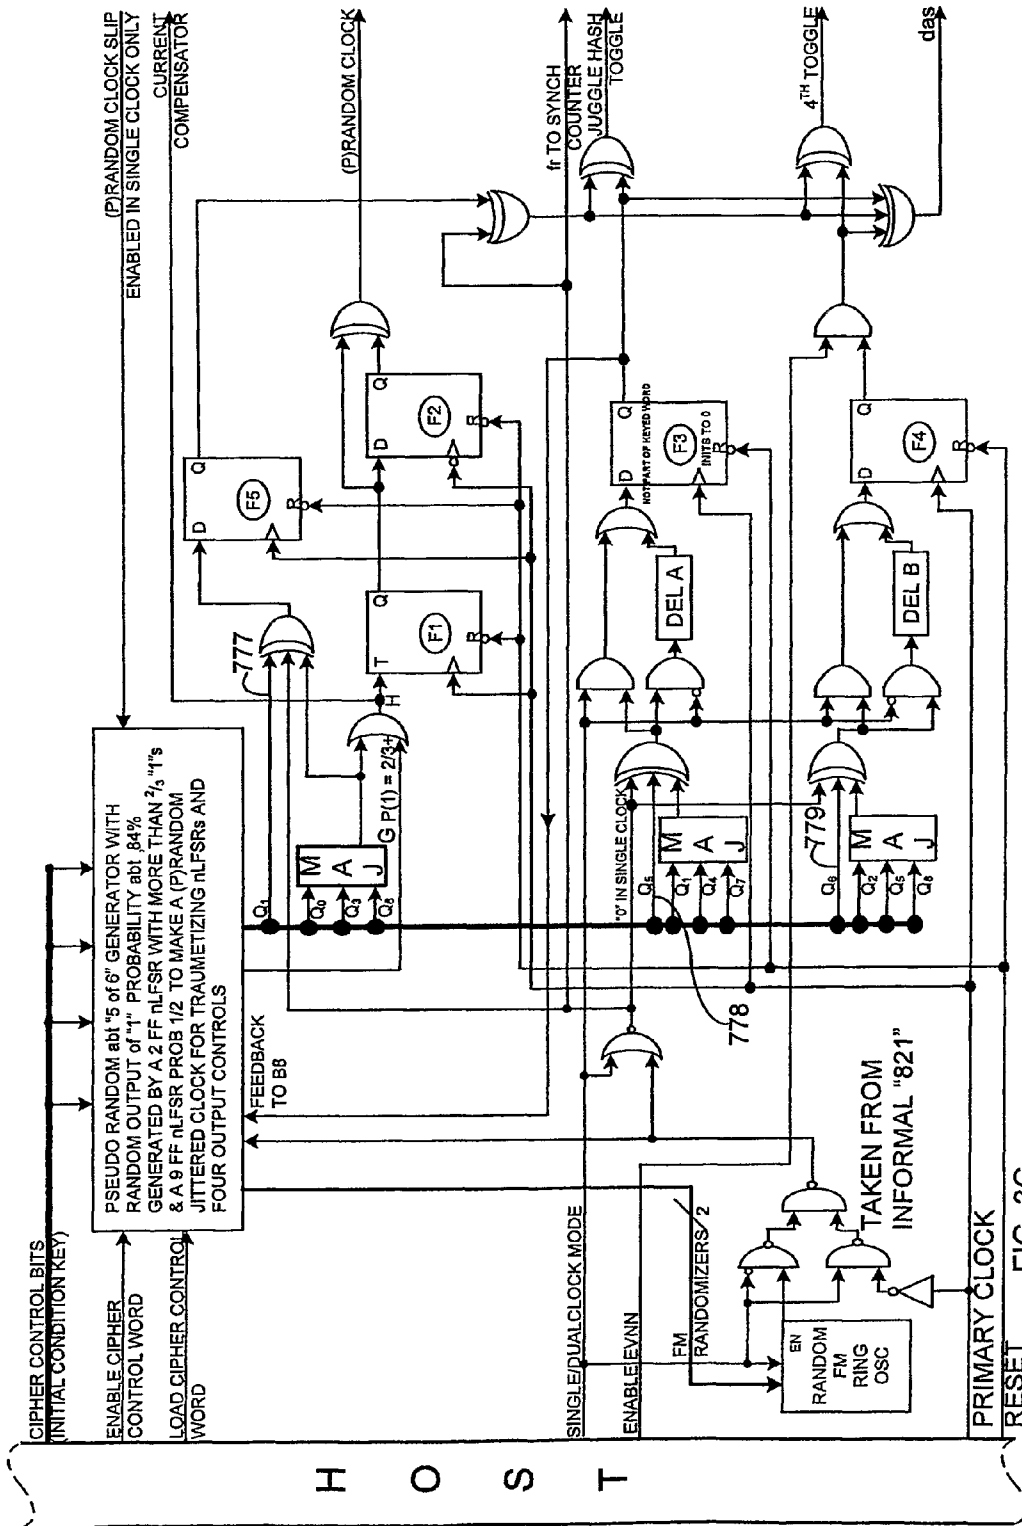 H O S T
CIPHER CONTROL BITS
(INITIAL CONDITION KEY)
ENABLE CIPHER
CONTROL WORD
LOAD CIPHER CONTROL
WORD
PSEUDO RANDOM abt "5 of 6" GENERATOR WITH
RANDOM OUTPUT of "1" PROBABILITY abt ,84%
GENERATED BY A 2 FF nLFSR WITH MORE THAN 2/3 "1"s
& A 9 FF nLFSR PROB 1/2 TO MAKE A (P)RANDOM
JITTERED CLOCK FOR TRAUMETIZING nLFSRs AND
FOUR OUTPUT CONTROLS
(P)RANDOM CLOCK SLIP
ENABLED IN SINGLE CLOCK ONLY
CURRENT
COMPENSATOR
(P)RANDOM CLOCK
FEEDBACK
TO B8
Q1
777
Q0
Q3
Q8
M A J
G P(1) = 2/3+
H
T
Q
F1
R
D
Q
F5
R
D
Q
F2
R
fr TO SYNCH
COUNTER
JUGGLE HASH
TOGGLE
SINGLE/DUALCLOCK MODE
"0" IN SINGLE CLOCK
Q5
778
Q1
Q4
Q7
M A J
DEL A
D
Q
NOT PART OF KEYED WORD
F3
INITS TO 0
R
ENABLE EVNN
FM
RANDOMIZERS
2
779
Q6
Q2
Q5
Q8
M A J
DEL B
D
Q
F4
R
4TH TOGGLE
das
EN
RANDOM
FM
RING
OSC
TAKEN FROM
INFORMAL "821"
PRIMARY CLOCK
RESET